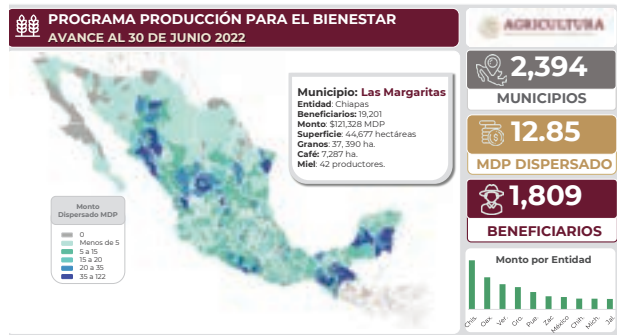 PROGRAMA PRODUCCIÓN PARA EL BIENESTAR
AVANCE AL 30 DE JUNIO 2022
AGRICULTURA
Municipio: Las Margaritas
Entidad: Chiapas
Beneficiarios: 19,201
Monto: $121,328 MDP
Superficie: 44,677 hectáreas
Granos: 37, 390 ha.
Café: 7,287 ha.
Miel: 42 productores.
2,394
MUNICIPIOS
12.85
MDP DISPERSADO
1,809
BENEFICIARIOS
Monto
Dispersado MDP
0
Menos de 5
5 a 15
15 a 20
20 a 35
35 a 122
Monto por Entidad
Chis. Oax. Ver. Gro. Pue. Zac. México Chih. Mich. Jal.